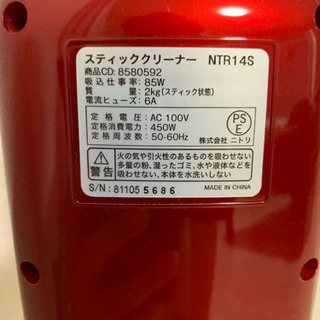 スティッククリーナー NTR14S
商品CD: 8580592
吸込仕事率: 85W
質 量: 2kg(スティック状態)
電流ヒューズ: 6A
定格電圧: AC 100V
定格消費電力: 450W
定格周波数: 50-60Hz
PS
E
株式会社 ニトリ
警告
火の気や引火性のあるものを吸わせない
多量の粉、湿ったゴミ、水や液体などを
吸わせない、本体を水洗いしない
S/N: 81105 5686
MADE IN CHINA